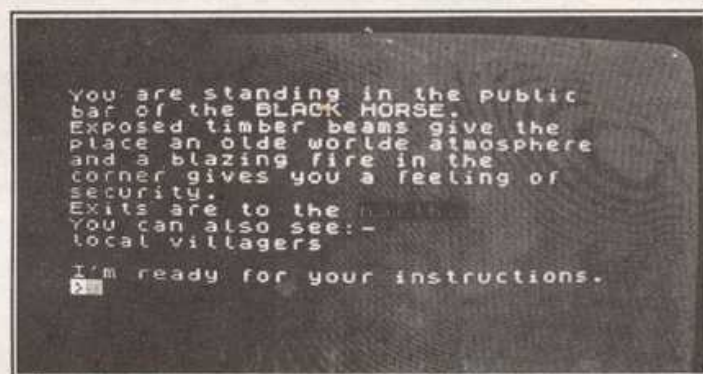 You are standing in the public
bar of the BLACK HORSE.
Exposed timber beams give the
place an olde worlde atmosphere
and a blazing fire in the
corner gives you a feeling of
security.
Exits are to the
You can also see:-
local villagers
I'm ready for your instructions.
>